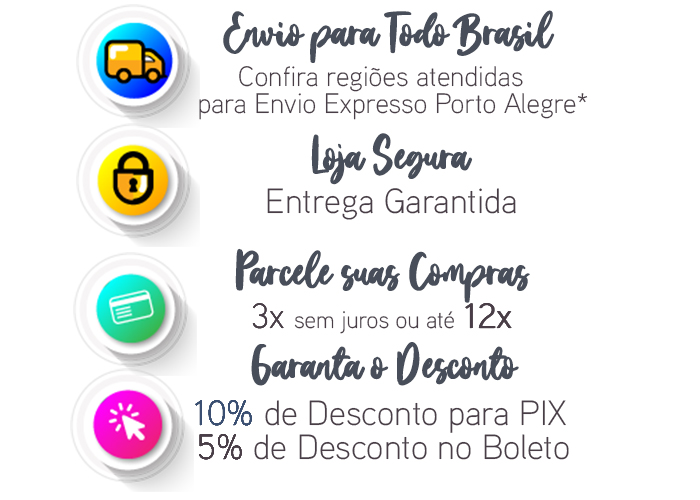 Envio para Todo Brasil
Confira regiões atendidas
para Envio Expresso Porto Alegre*
Loja Segura
Entrega Garantida
Parcele suas Compras
3x sem juros ou até 12x
Garanta o Desconto
10% de Desconto para PIX
5% de Desconto no Boleto